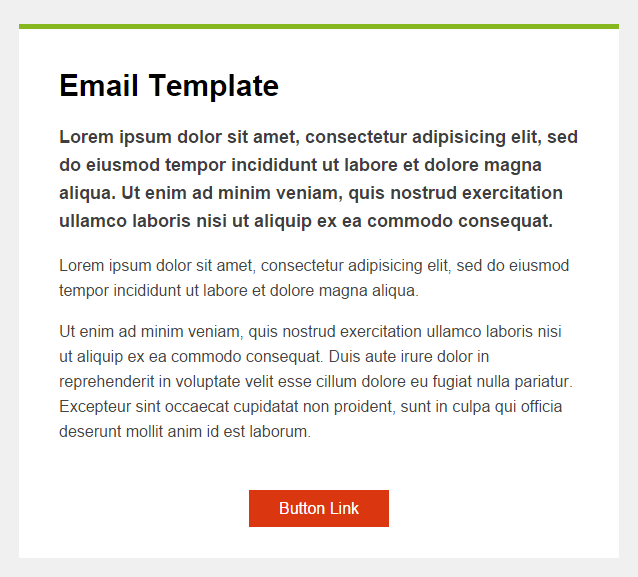 Email Template
Lorem ipsum dolor sit amet, consectetur adipisicing elit, sed
do eiusmod tempor incididunt ut labore et dolore magna
aliqua. Ut enim ad minim veniam, quis nostrud exercitation
ullamco laboris nisi ut aliquip ex ea commodo consequat.
Lorem ipsum dolor sit amet, consectetur adipisicing elit, sed do eiusmod
tempor incididunt ut labore et dolore magna aliqua.
Ut enim ad minim veniam, quis nostrud exercitation ullamco laboris nisi
ut aliquip ex ea commodo consequat. Duis aute irure dolor in
reprehenderit in voluptate velit esse cillum dolore eu fugiat nulla pariatur.
Excepteur sint occaecat cupidatat non proident, sunt in culpa qui officia
deserunt mollit anim id est laborum.
Button Link